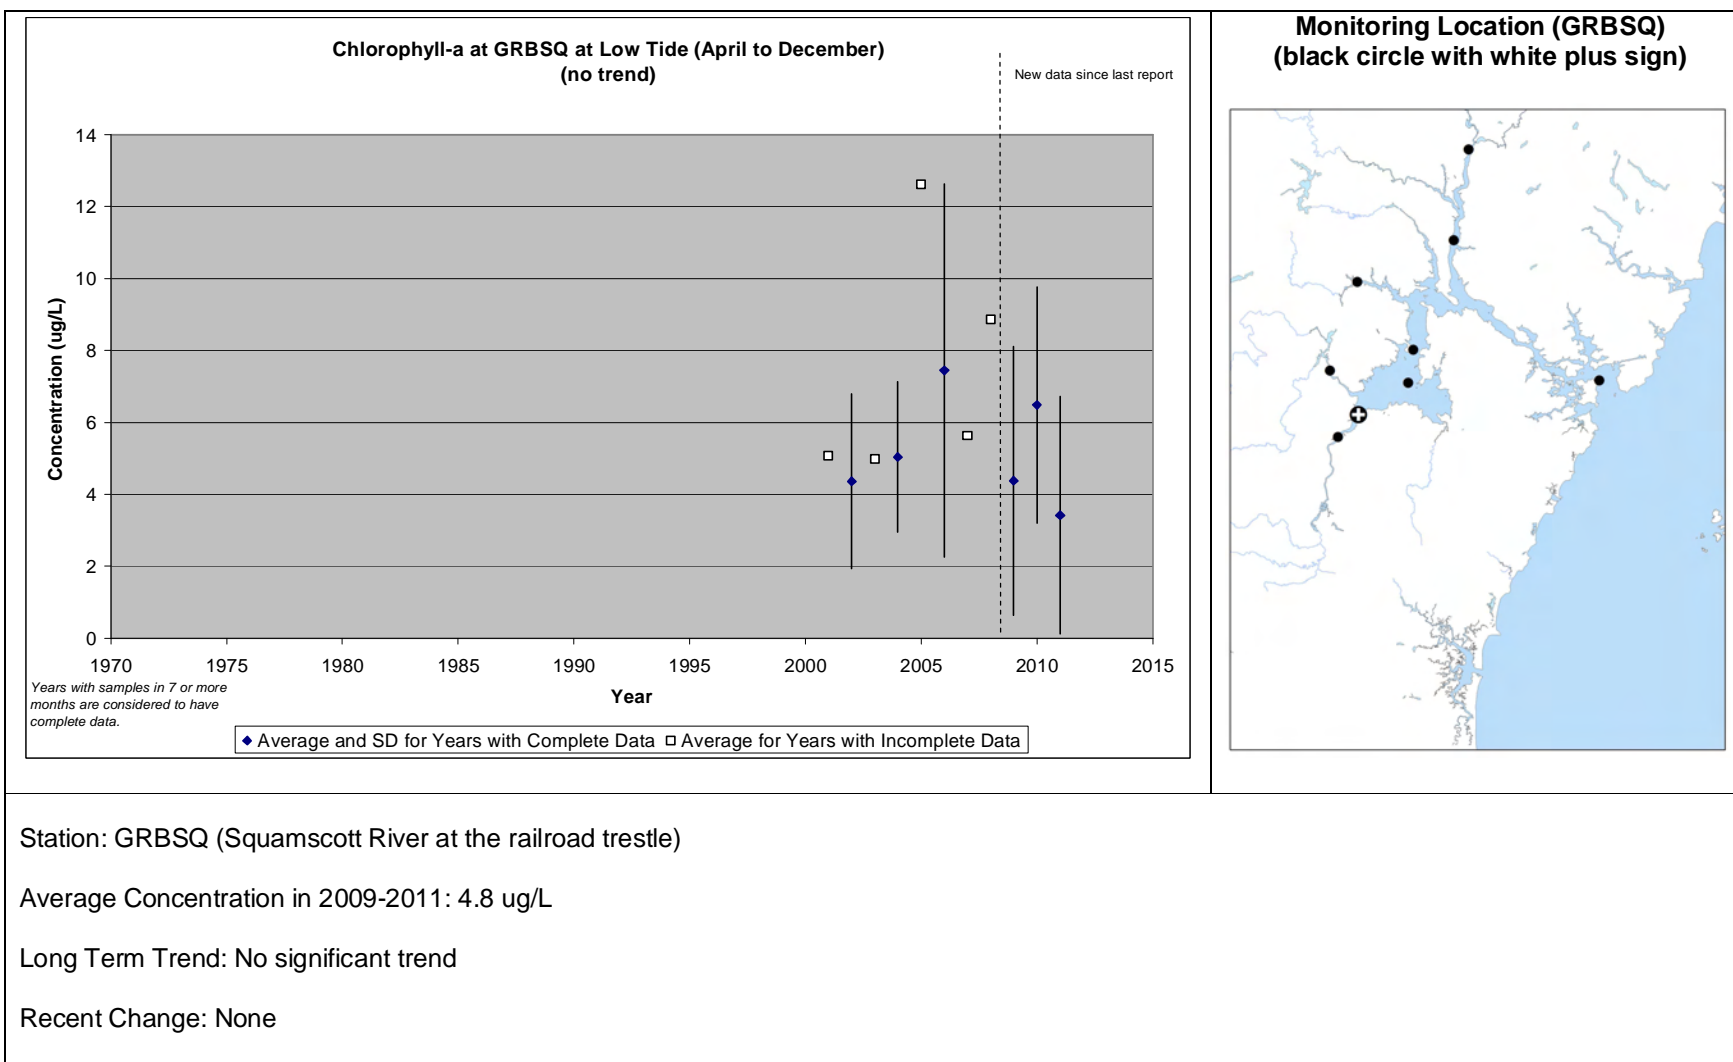 Chlorophyll-a at GRBSQ at Low Tide (April to December)
(no trend)
New data since last report
Concentration (ug/L)
14
12
10
8
6
4
2
0
1970 1975 1980 1985 1990 1995 2000 2005 2010 2015
Year
Years with samples in 7 or more
months are considered to have
complete data.
Average and SD for Years with Complete Data Average for Years with Incomplete Data
Monitoring Location (GRBSQ)
(black circle with white plus sign)
Station: GRBSQ (Squamscott River at the railroad trestle)
Average Concentration in 2009-2011: 4.8 ug/L
Long Term Trend: No significant trend
Recent Change: None